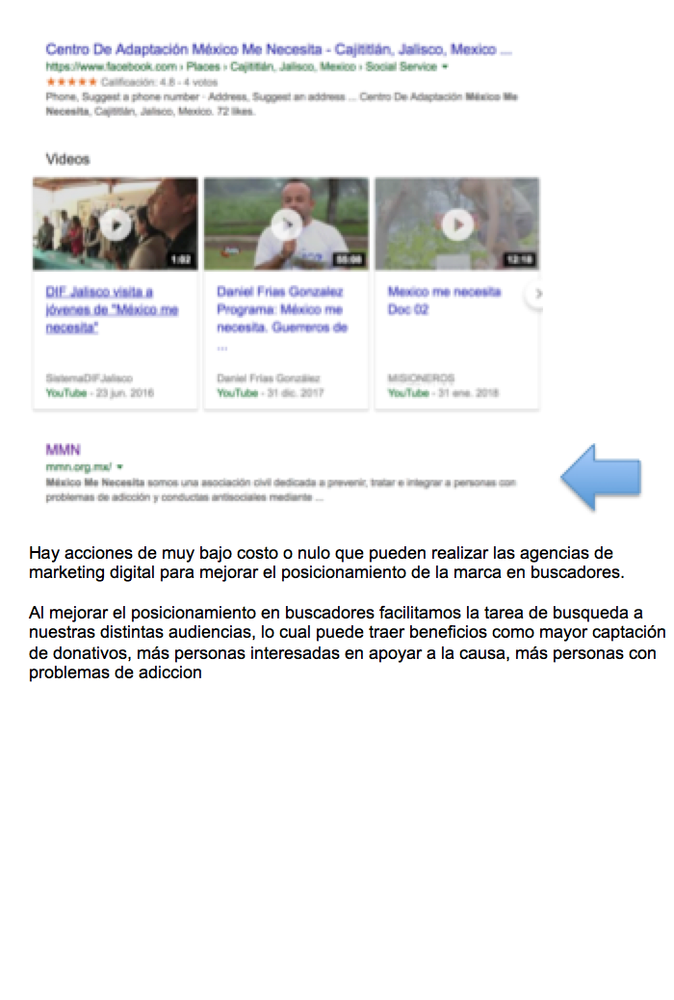 Centro De Adaptación México Me Necesita - Cajititlán, Jalisco, Mexico ...
https://www.facebook.com › Places › Cajititlán, Jalisco, Mexico › Social Service
Calificación: 4.8 - 4 votos
Phone, Suggest a phone number · Address, Suggest an address ... Centro De Adaptación México Me
Necesita, Cajititlán, Jalisco, Mexico. 72 likes.
Videos
1:02
12:18
DIF Jalisco visita a
jóvenes de "México me
necesita"
SistemaDIFJalisco
YouTube - 23 jun. 2016
Daniel Frias Gonzalez
Programa: México me
necesita. Guerreros de
...
Daniel Frías González
YouTube - 31 dic. 2017
Mexico me necesita
Doc 02
MISIONEROS
YouTube - 31 ene. 2018
MMN
mmn.org.mx/
México Me Necesita somos una asociación civil dedicada a prevenir, tratar e integrar a personas con
problemas de adicción y conductas antisociales mediante ...
Hay acciones de muy bajo costo o nulo que pueden realizar las agencias de
marketing digital para mejorar el posicionamiento de la marca en buscadores.
Al mejorar el posicionamiento en buscadores facilitamos la tarea de busqueda a
nuestras distintas audiencias, lo cual puede traer beneficios como mayor captación
de donativos, más personas interesadas en apoyar a la causa, más personas con
problemas de adiccion